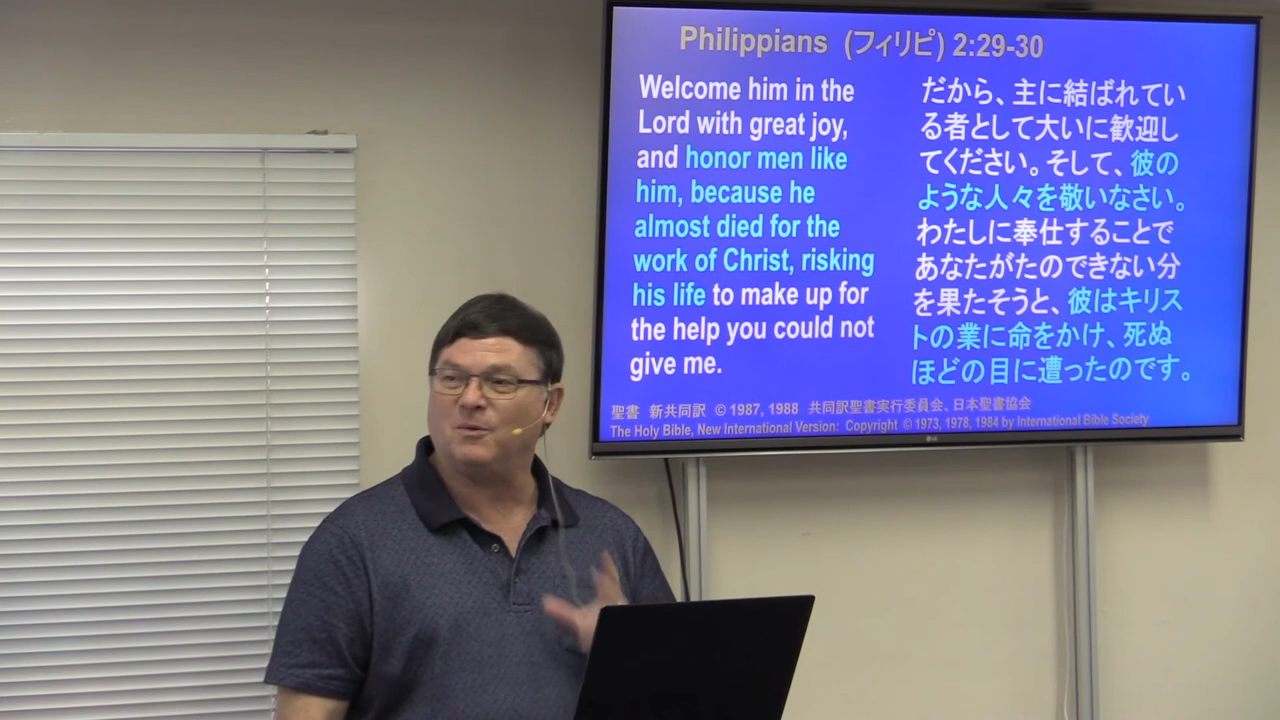 Philippians (フィリピ) 2:29-30
Welcome him in the
Lord with great joy,
and honor men like
him, because he
almost died for the
work of Christ, risking
his life to make up for
the help you could not
give me.
だから、主に結ばれてい
る者として大いに歓迎し
てください。そして、彼の
ような人々を敬いなさい。
わたしに奉仕することで
あなたがたのできない分
を果たそうと、彼はキリス
トの業に命をかけ、死ぬ
ほどの目に遭ったのです。
聖書 新共同訳 © 1987, 1988 共同訳聖書実行委員会、日本聖書協会
The Holy Bible, New International Version: Copyright © 1973, 1978, 1984 by International Bible Society
LG